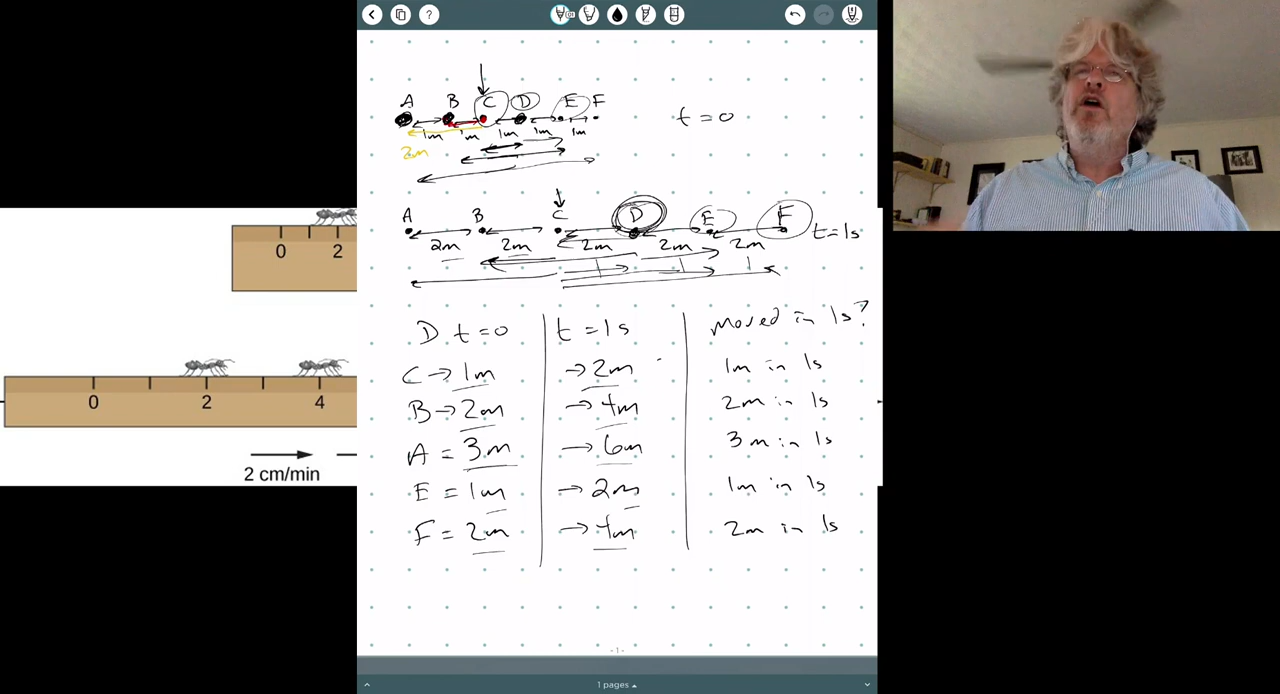 A B C D E F
1m 1m 1m 1m 1m
t = 0
2m
A B C D E F
2m 2m 2m 2m 2m
t = 1s
0 2
D t = 0 t = 1s moved in 1s?
C → 1m → 2m 1m in 1s
B → 2m → 4m 2m in 1s
A = 3m → 6m 3m in 1s
E = 1m → 2m 1m in 1s
F = 2m → 4m 2m in 1s
0 2 4
2 cm/min
- 1 -
1 pages